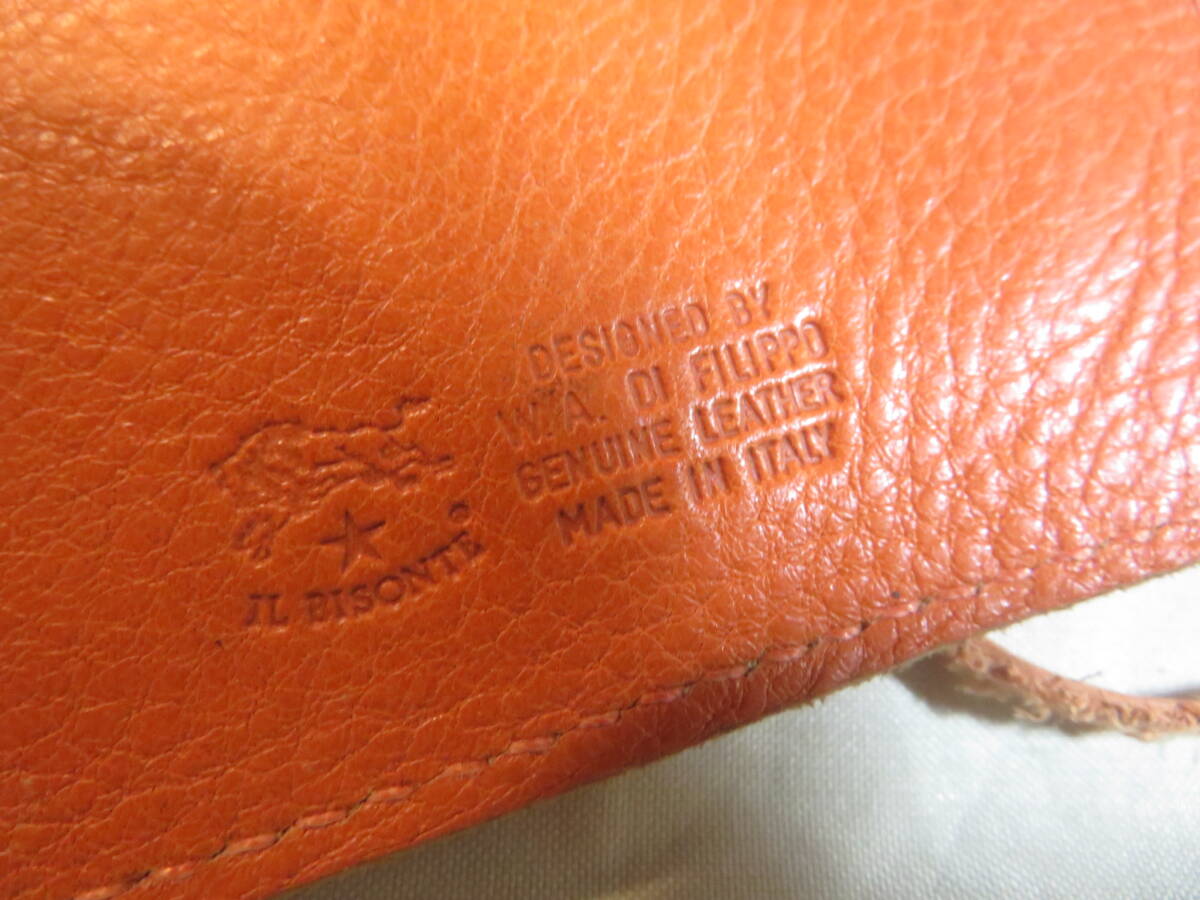 IL BISONTE
DESIGNED BY
W.A. DI FILIPPO
GENUINE LEATHER
MADE IN ITALY